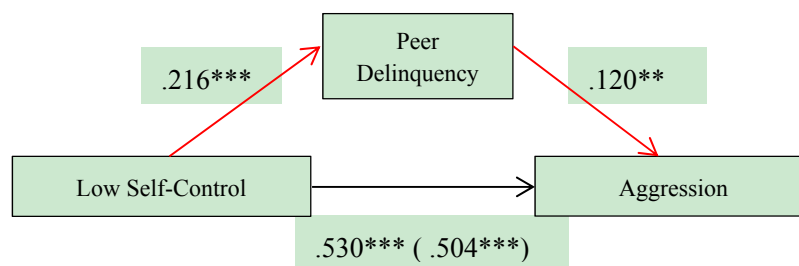 Peer
Delinquency
.216***
.120**
Low Self-Control
Aggression
.530*** ( .504***)